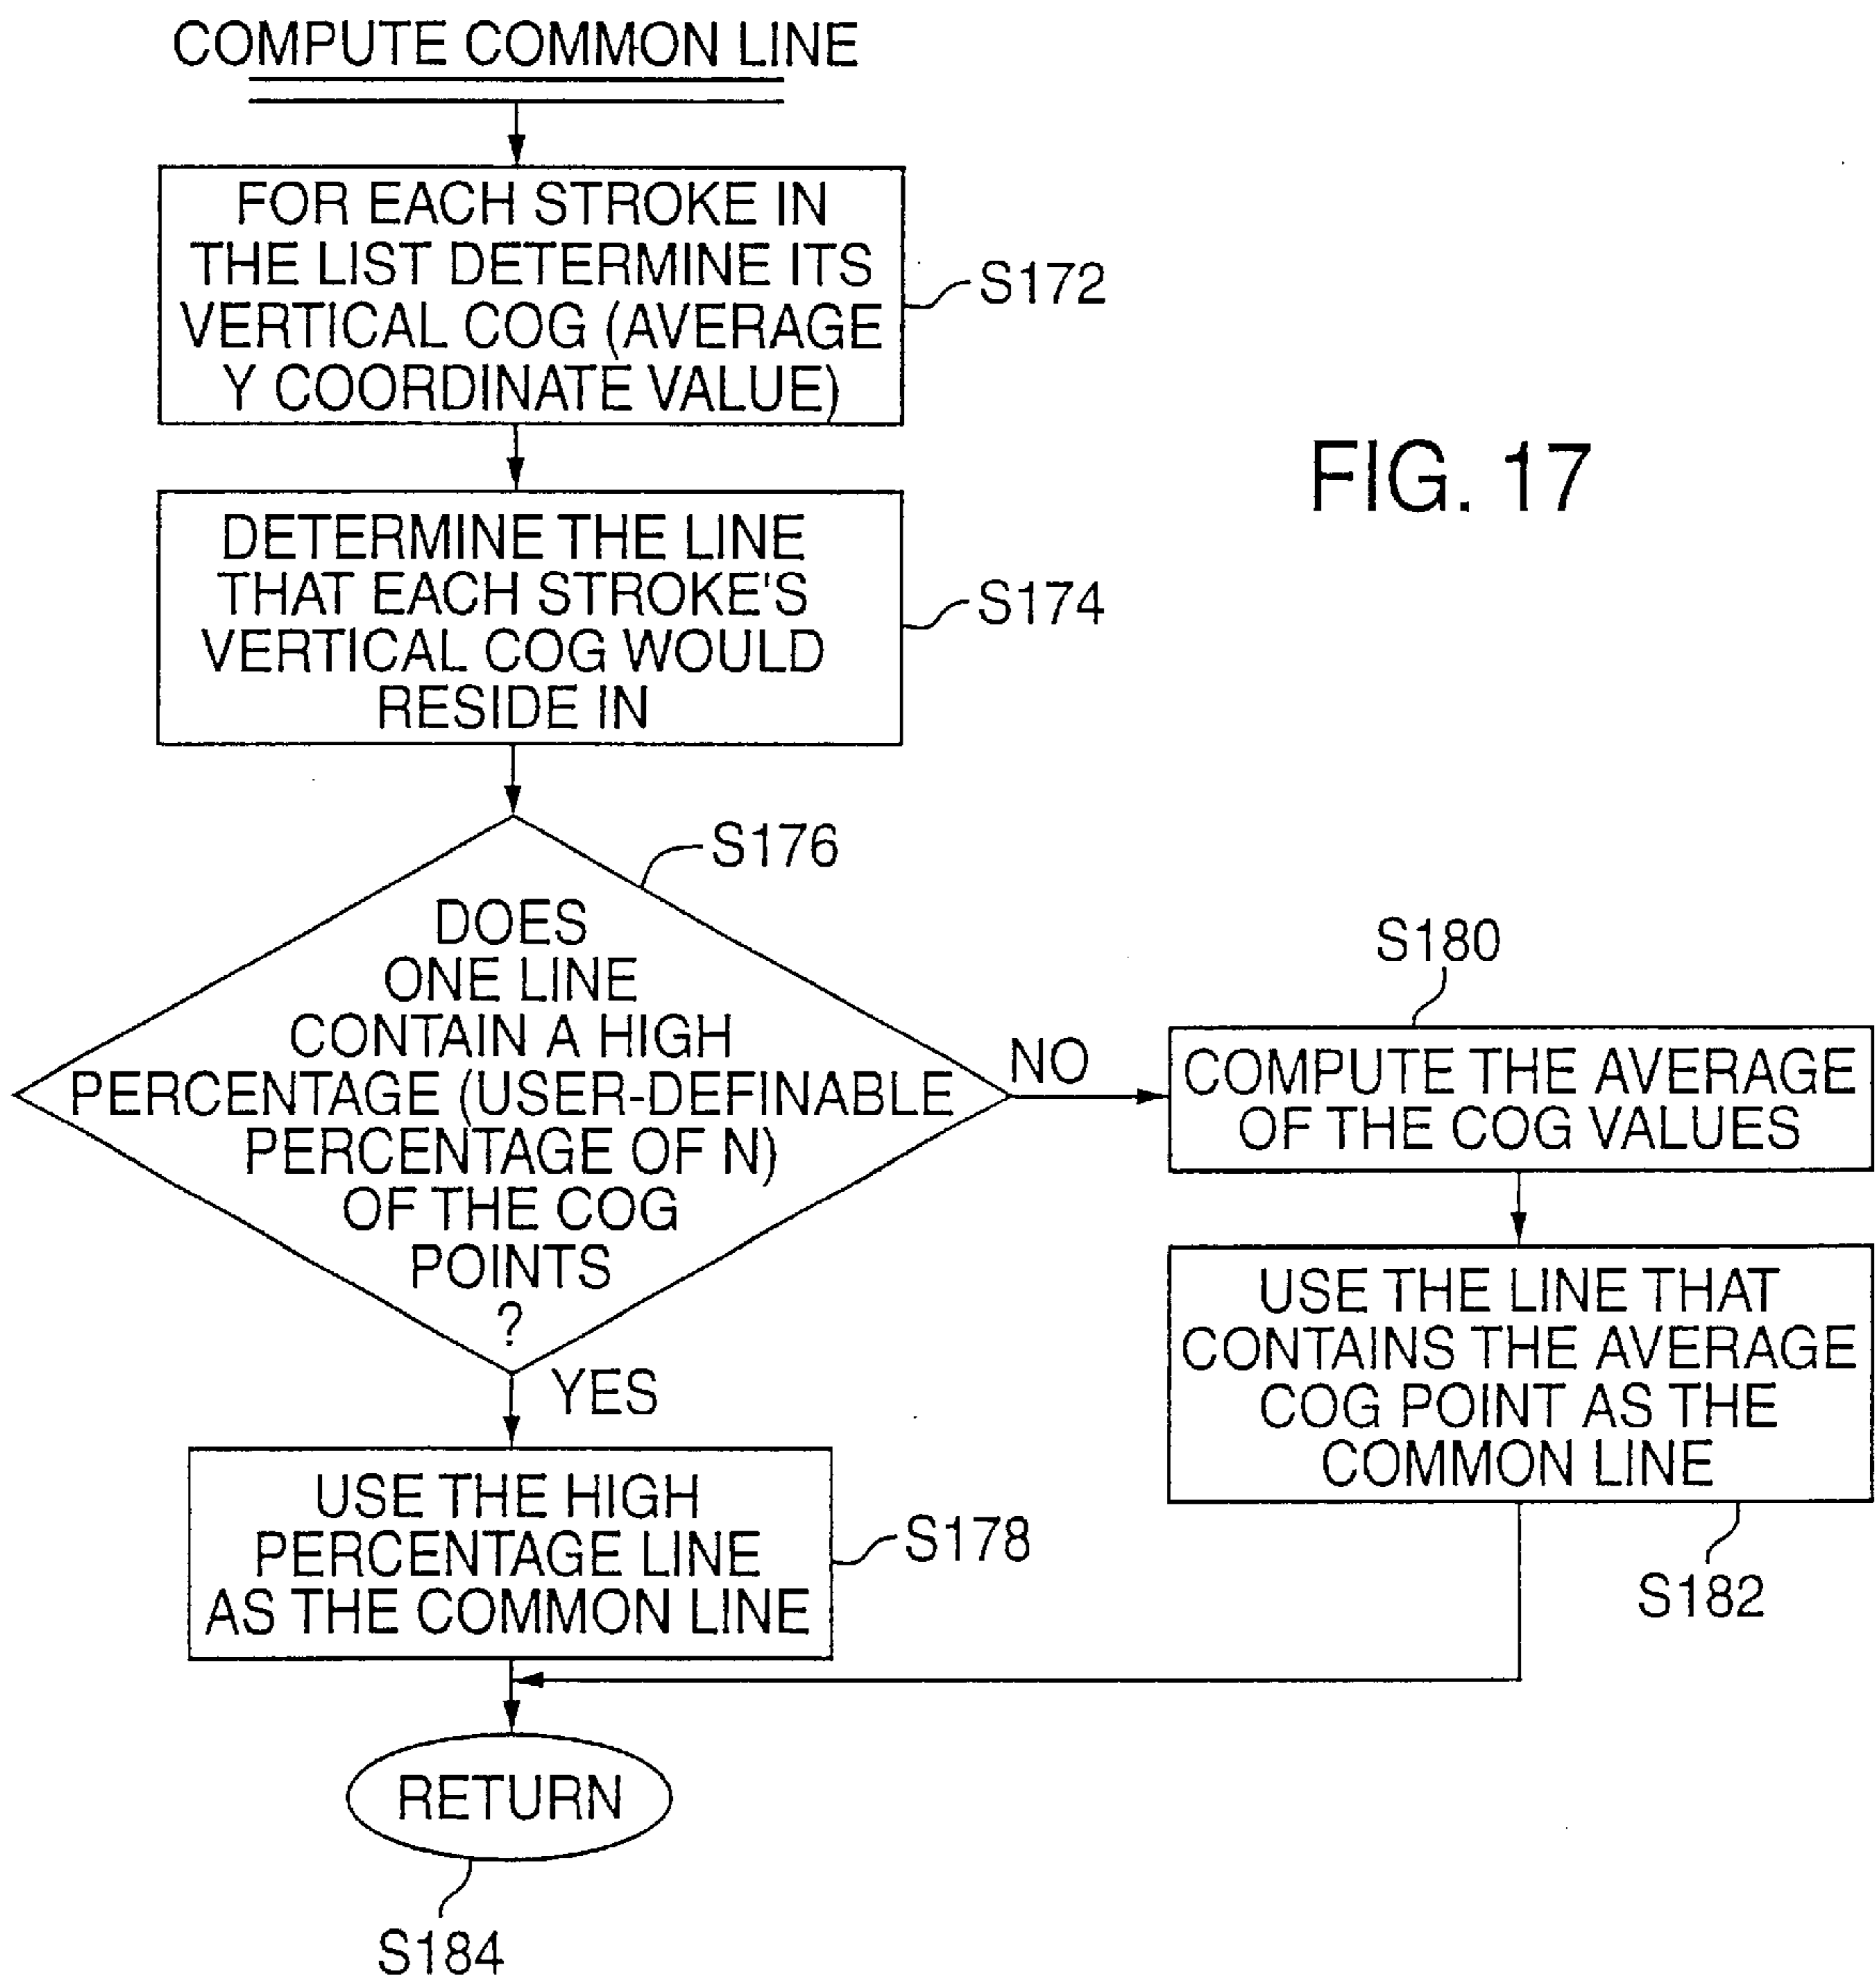 COMPUTE COMMON LINE
FOR EACH STROKE IN
THE LIST DETERMINE ITS
VERTICAL COG (AVERAGE
Y COORDINATE VALUE)
S172
FIG. 17
DETERMINE THE LINE
THAT EACH STROKE'S
VERTICAL COG WOULD
RESIDE IN
S174
S176
DOES
ONE LINE
CONTAIN A HIGH
PERCENTAGE (USER-DEFINABLE
PERCENTAGE OF N)
OF THE COG
POINTS
?
NO
S180
COMPUTE THE AVERAGE
OF THE COG VALUES
USE THE LINE THAT
CONTAINS THE AVERAGE
COG POINT AS THE
COMMON LINE
S182
YES
USE THE HIGH
PERCENTAGE LINE
AS THE COMMON LINE
S178
RETURN
S184